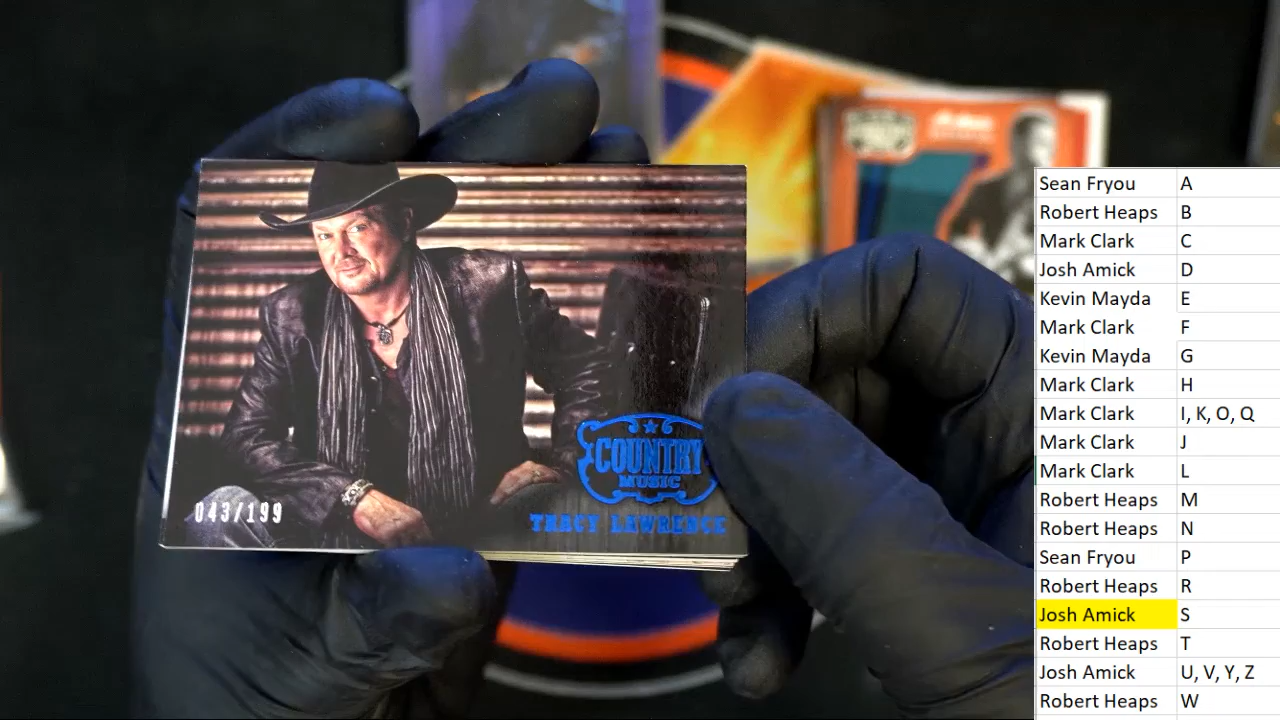 COUNTRY
MUSIC
TRACY LAWRENCE
043/199
Sean Fryou A
Robert Heaps B
Mark Clark C
Josh Amick D
Kevin Mayda E
Mark Clark F
Kevin Mayda G
Mark Clark H
Mark Clark I, K, O, Q
Mark Clark J
Mark Clark L
Robert Heaps M
Robert Heaps N
Sean Fryou P
Robert Heaps R
Josh Amick S
Robert Heaps T
Josh Amick U, V, Y, Z
Robert Heaps W